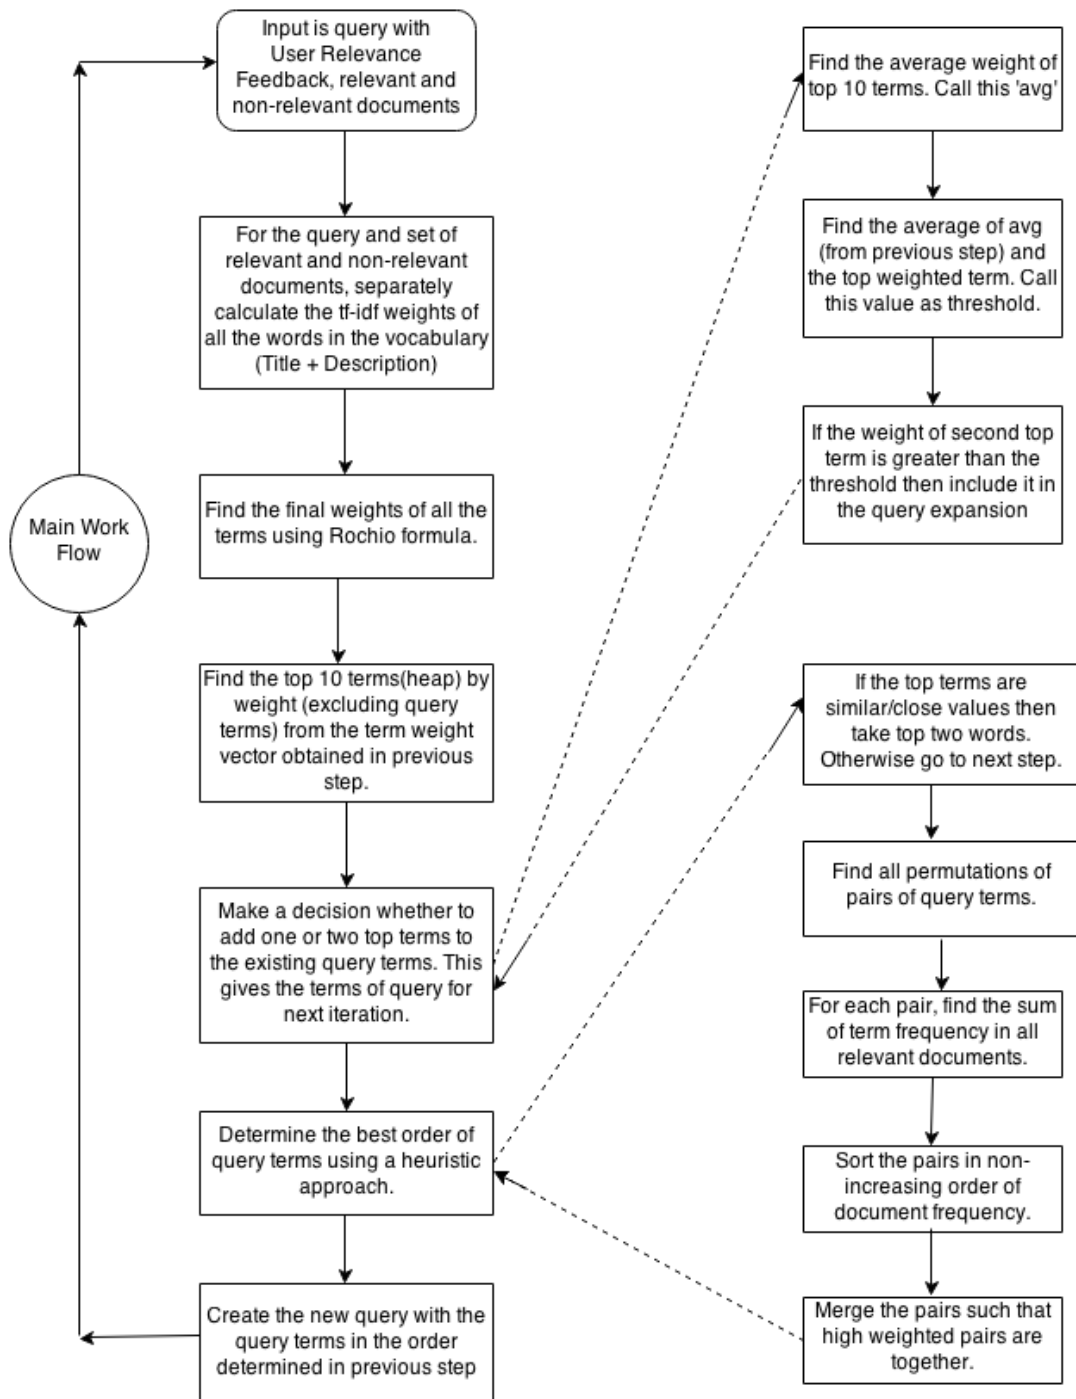 Input is query with
User Relevance
Feedback, relevant and
non-relevant documents
For the query and set of
relevant and non-relevant
documents, separately
calculate the tf-idf weights of
all the words in the vocabulary
(Title + Description)
Main Work
Flow
Find the final weights of all the
terms using Rochio formula.
Find the top 10 terms(heap) by
weight (excluding query
terms) from the term weight
vector obtained in previous
step.
Make a decision whether to
add one or two top terms to
the existing query terms. This
gives the terms of query for
next iteration.
Determine the best order of
query terms using a heuristic
approach.
Create the new query with the
query terms in the order
determined in previous step
Find the average weight of
top 10 terms. Call this 'avg'
Find the average of avg
(from previous step) and
the top weighted term. Call
this value as threshold.
If the weight of second top
term is greater than the
threshold then include it in
the query expansion
If the top terms are
similar/close values then
take top two words.
Otherwise go to next step.
Find all permutations of
pairs of query terms.
For each pair, find the sum
of term frequency in all
relevant documents.
Sort the pairs in non-
increasing order of
document frequency.
Merge the pairs such that
high weighted pairs are
together.